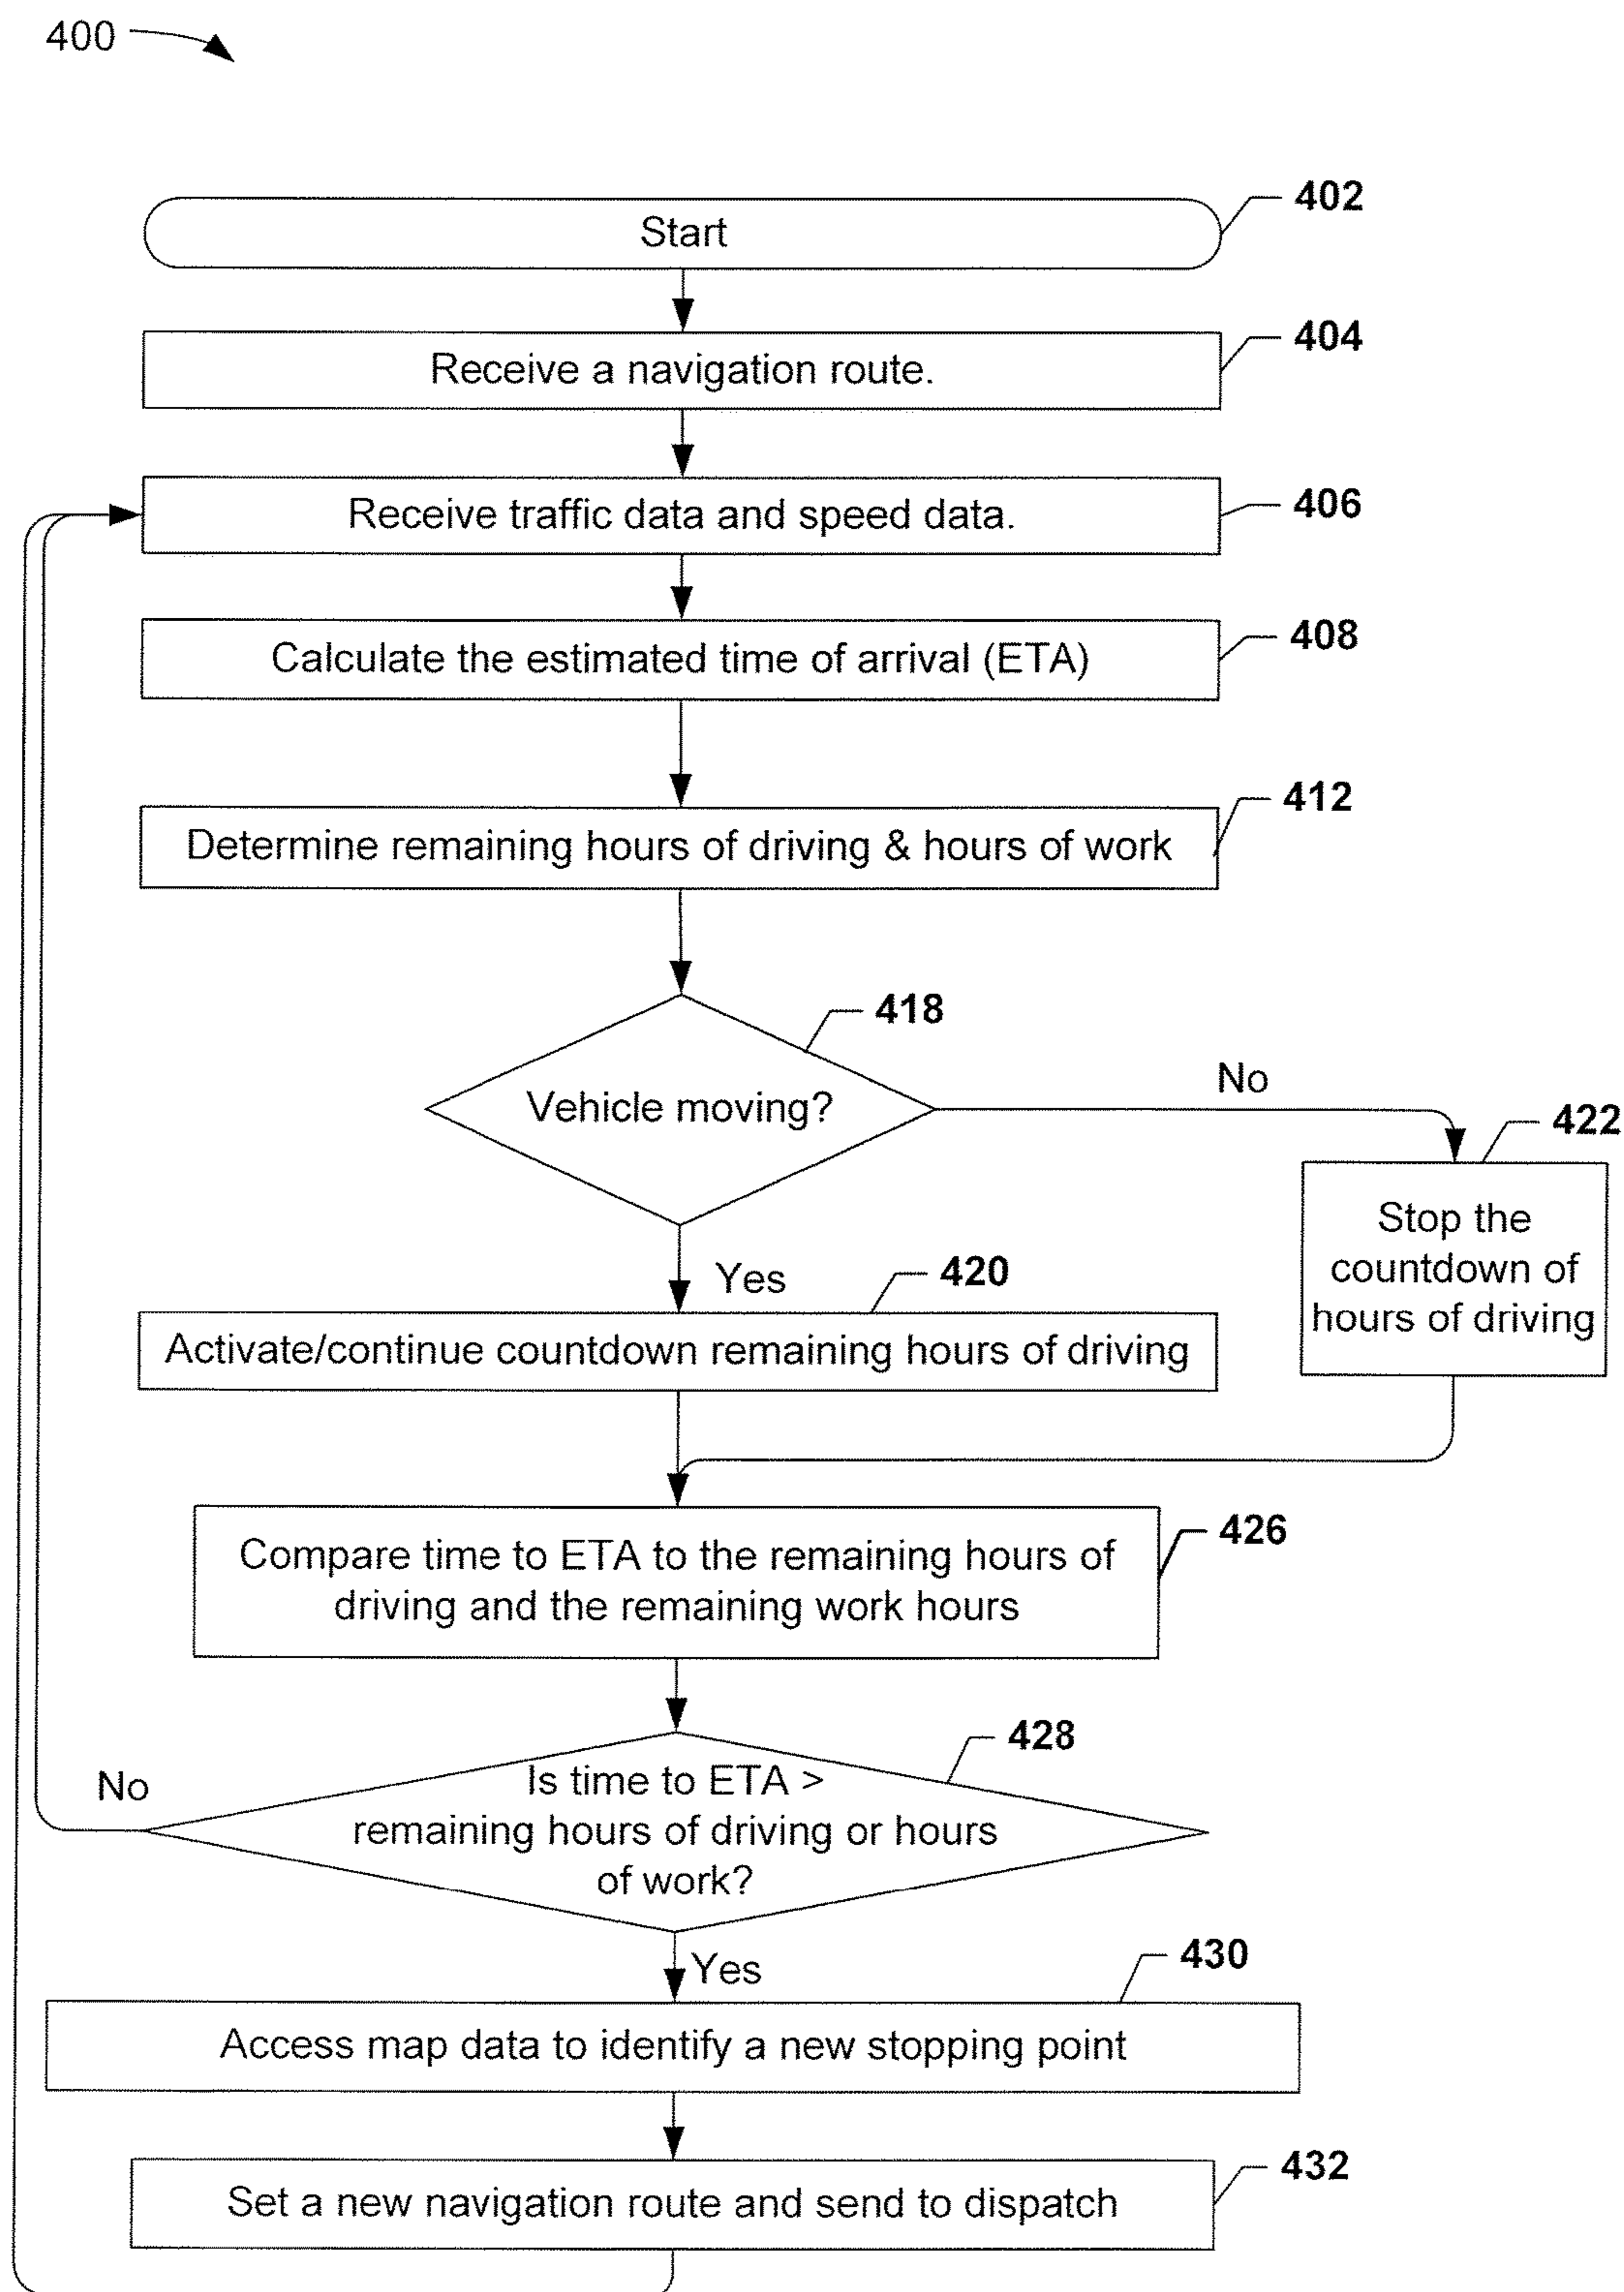 400
402
Start
404
Receive a navigation route.
406
Receive traffic data and speed data.
408
Calculate the estimated time of arrival (ETA)
412
Determine remaining hours of driving & hours of work
418
Vehicle moving?
No
422
Stop the
countdown of
hours of driving
Yes
420
Activate/continue countdown remaining hours of driving
426
Compare time to ETA to the remaining hours of
driving and the remaining work hours
428
No
Is time to ETA >
remaining hours of driving or hours
of work?
Yes
430
Access map data to identify a new stopping point
432
Set a new navigation route and send to dispatch